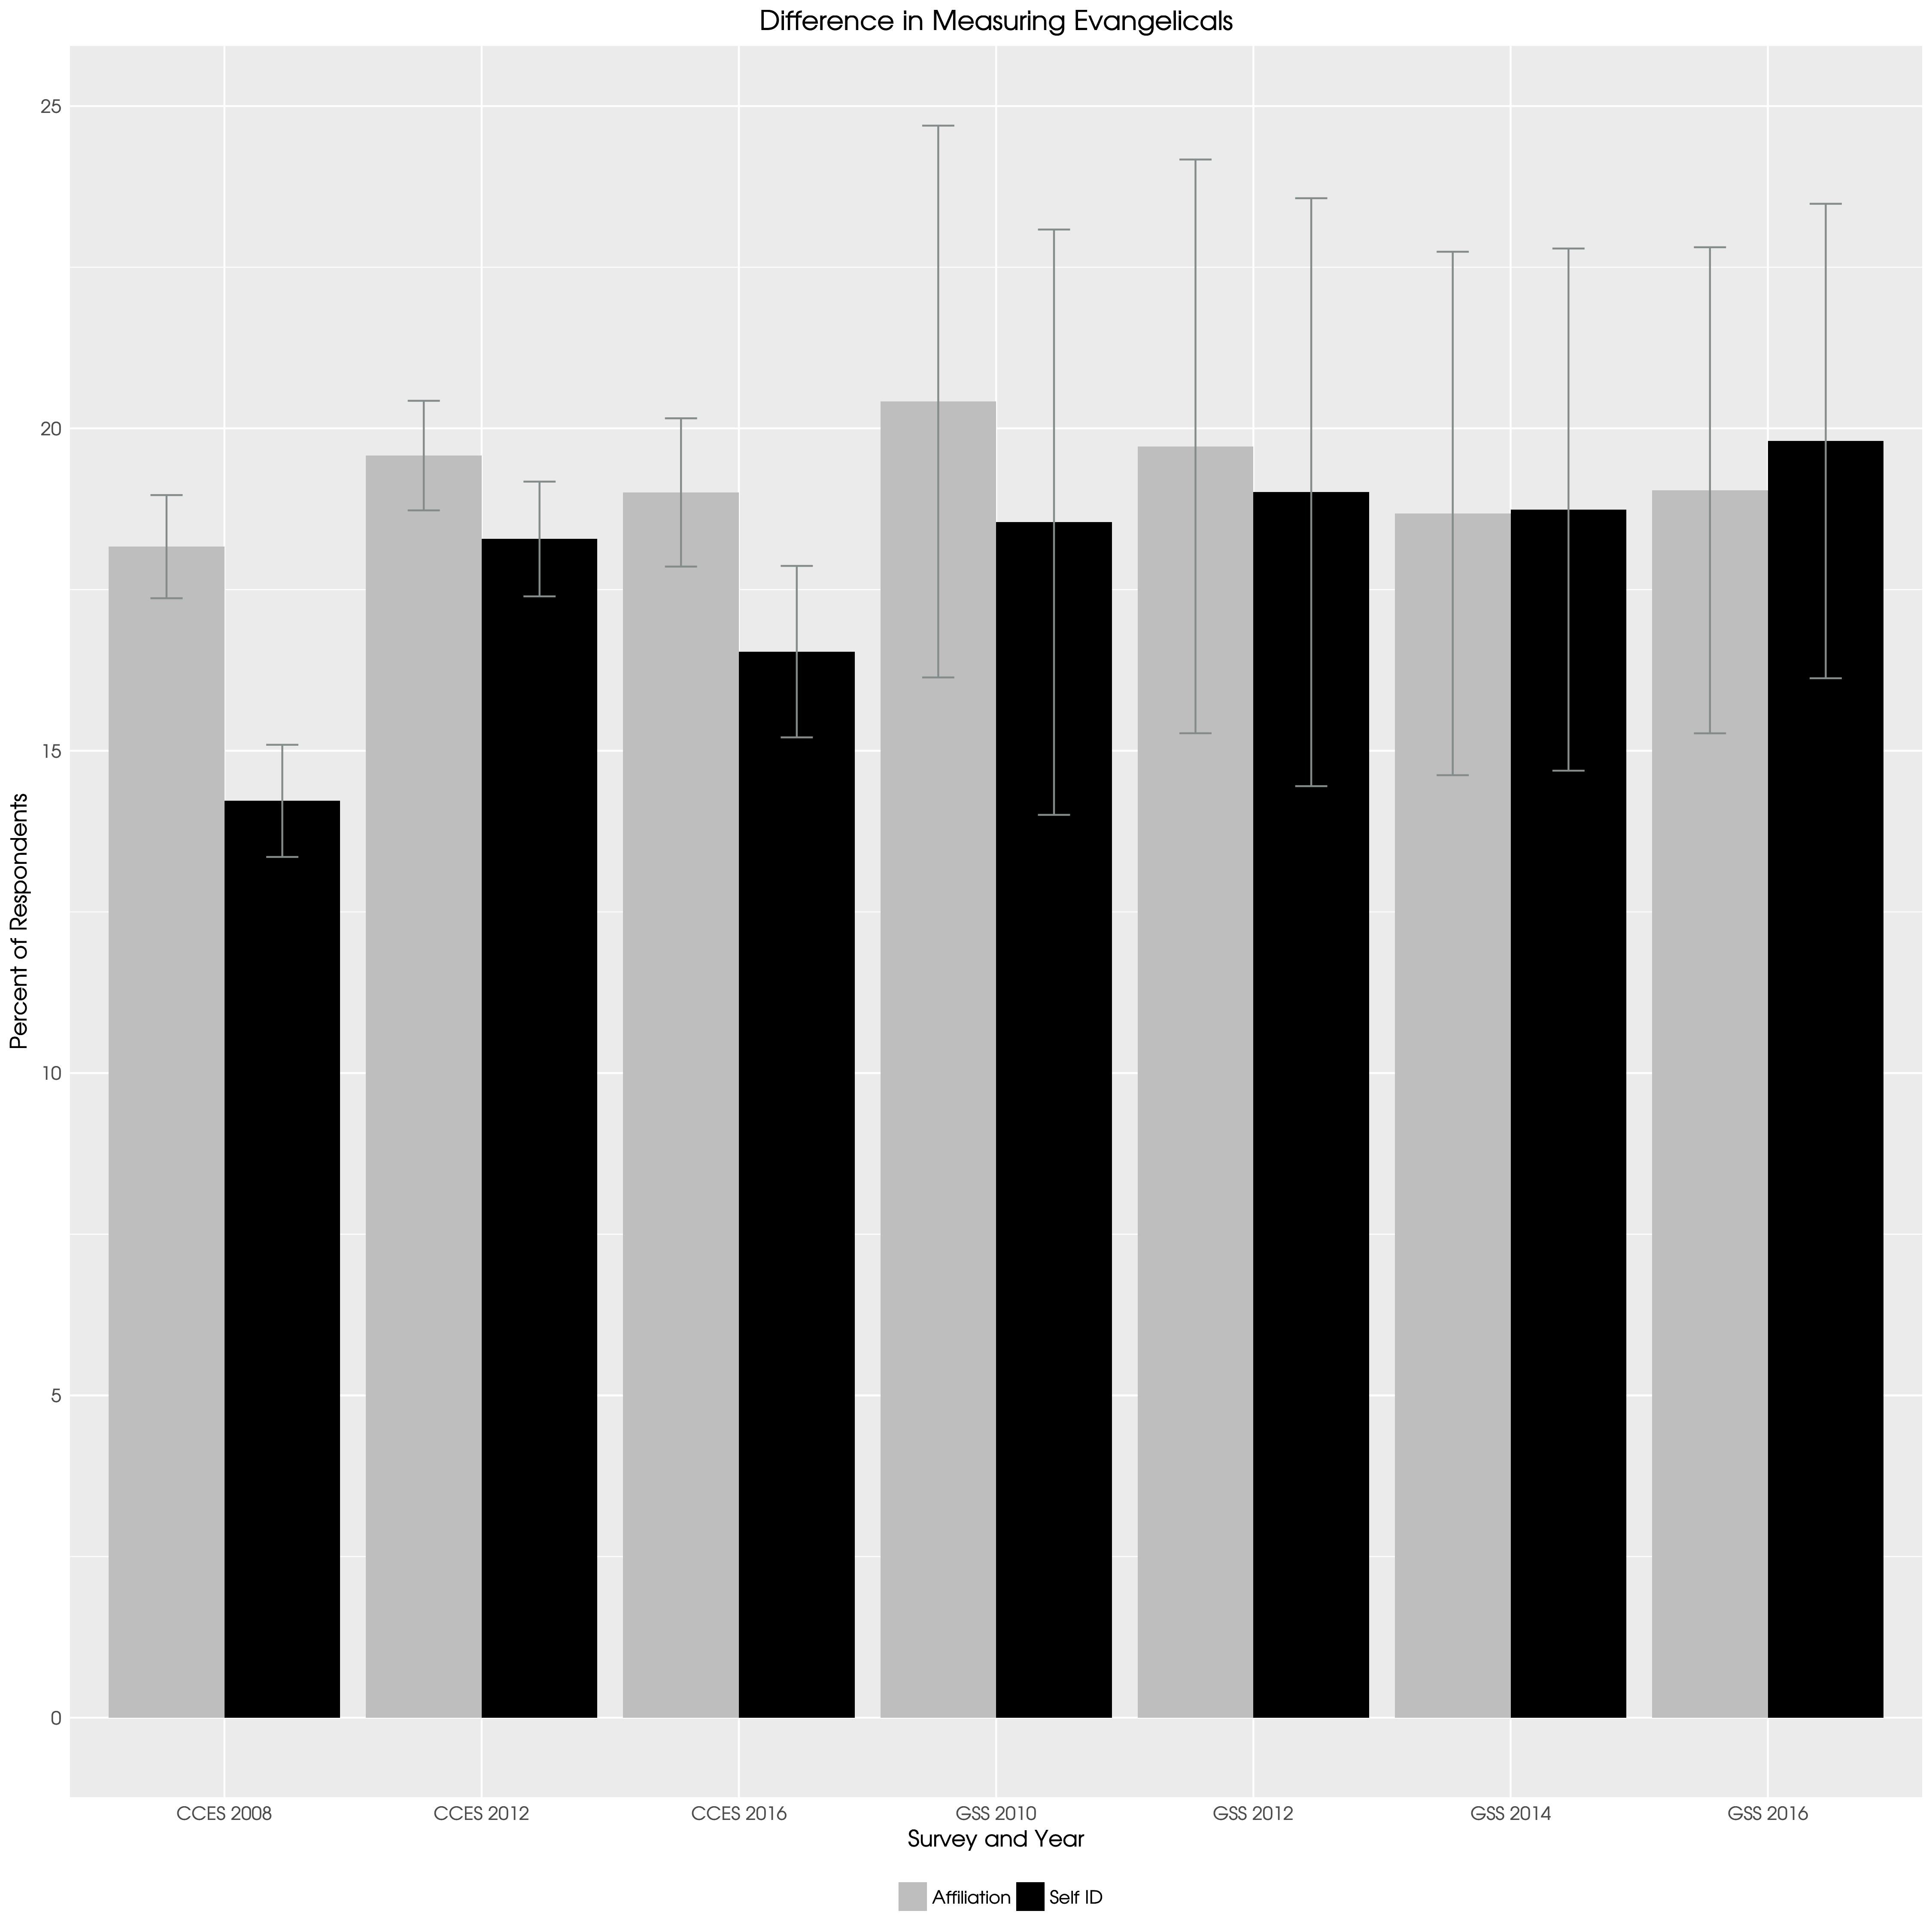 Difference in Measuring Evangelicals
25
20
15
10
5
0
Percent of Respondents
CCES 2008 CCES 2012 CCES 2016 GSS 2010 GSS 2012 GSS 2014 GSS 2016
Survey and Year
Affiliation Self ID